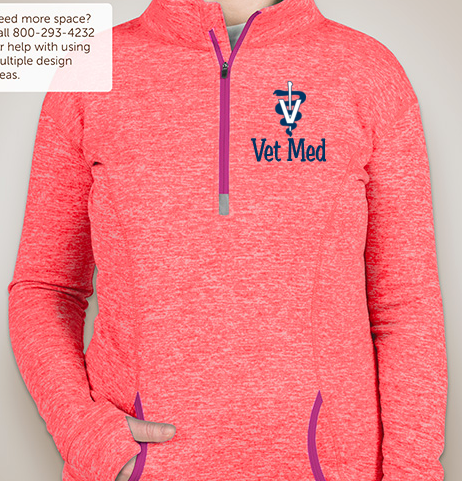 eed more space?
all 800-293-4232
r help with using
ultiple design
eas.
V
Vet Med